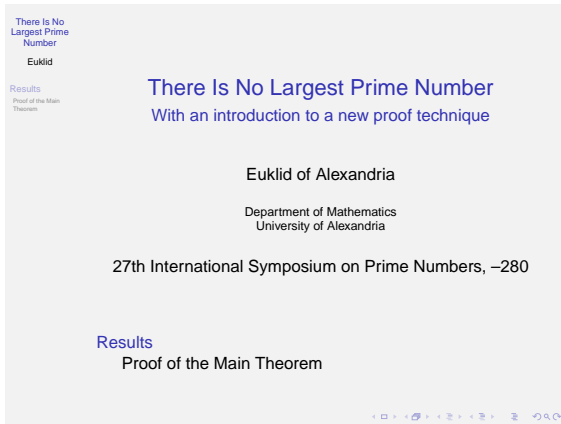 There Is No
Largest Prime
Number
Euklid
Results
Proof of the Main
Theorem
There Is No Largest Prime Number
With an introduction to a new proof technique
Euklid of Alexandria
Department of Mathematics
University of Alexandria
27th International Symposium on Prime Numbers, –280
Results
Proof of the Main Theorem